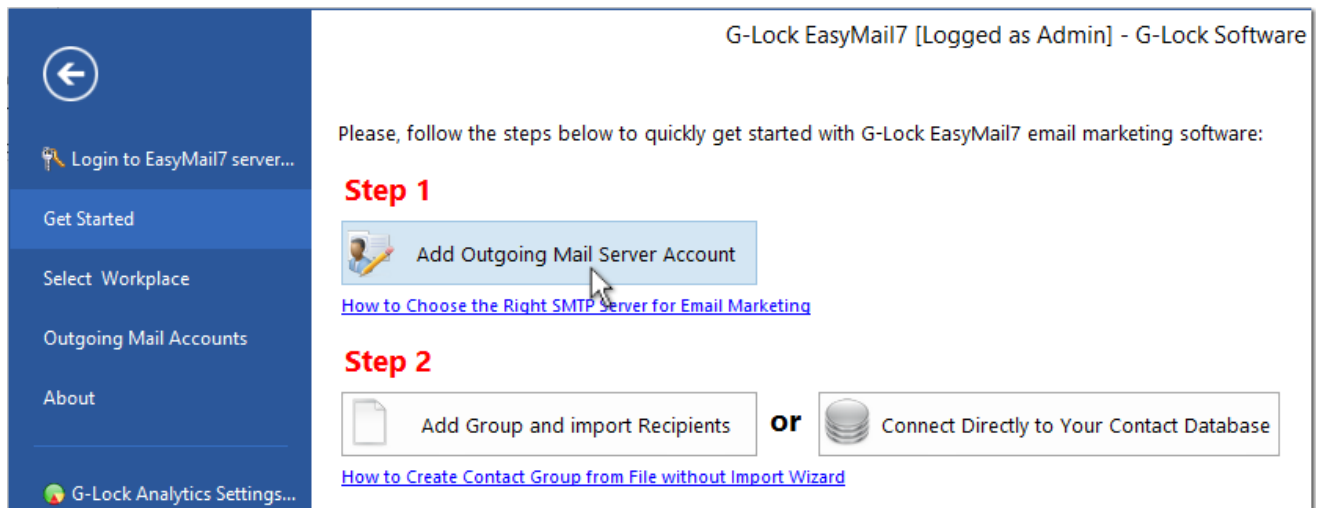 G-Lock EasyMail7 [Logged as Admin] - G-Lock Software
Login to EasyMail7 server...
Get Started
Select Workplace
Outgoing Mail Accounts
About
G-Lock Analytics Settings...
Please, follow the steps below to quickly get started with G-Lock EasyMail7 email marketing software:
Step 1
Add Outgoing Mail Server Account
How to Choose the Right SMTP Server for Email Marketing
Step 2
Add Group and import Recipients or Connect Directly to Your Contact Database
How to Create Contact Group from File without Import Wizard